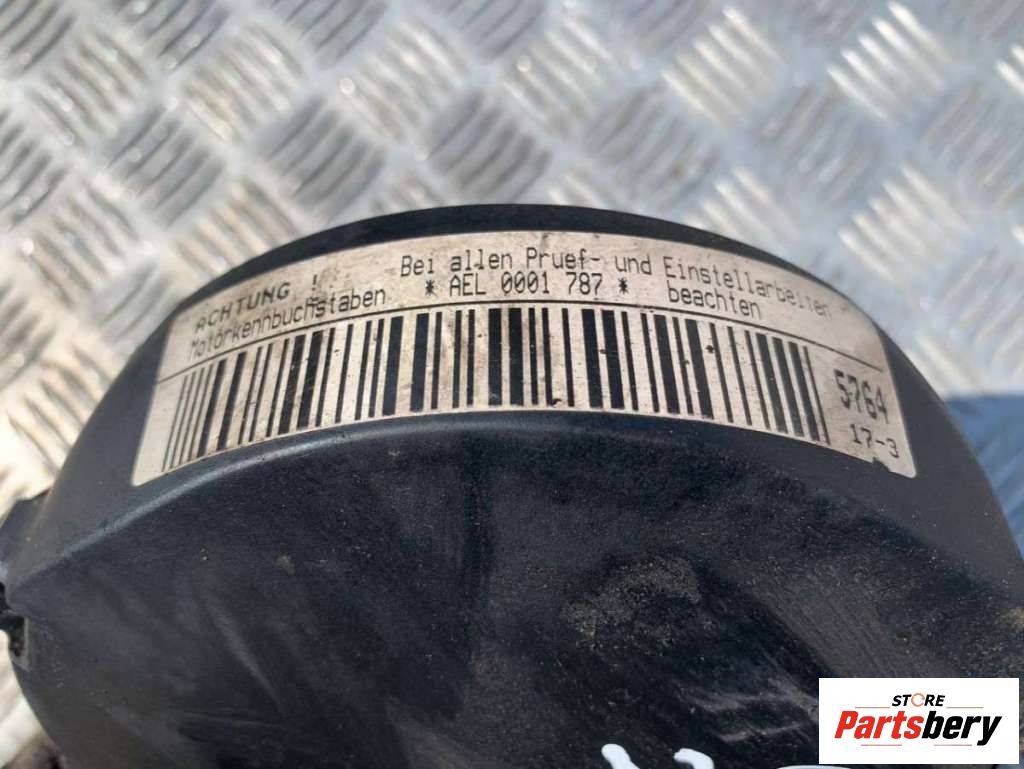 ACHTUNG ! Bei allen Pruef- und Einstellarbeiten
Motorkennbuchstaben * AEL 0001 787 * beachten
5764
17-3
STORE
Partsbery